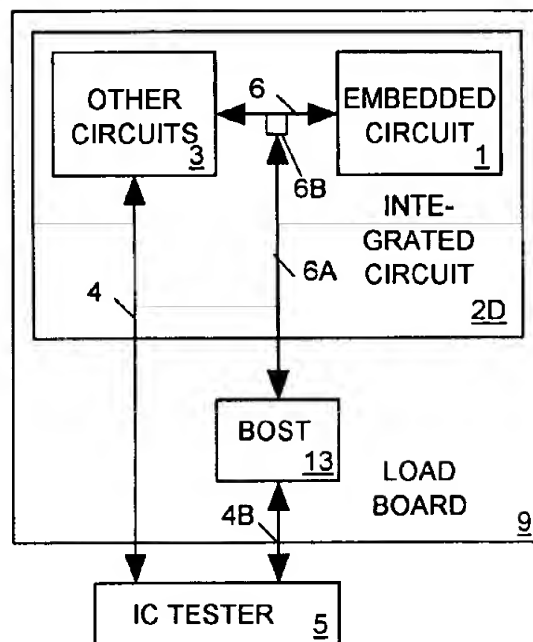 OTHER
CIRCUITS
3
6
6B
EMBEDDED
CIRCUIT
1
INTE-
GRATED
CIRCUIT
2D
4
6A
BOST
13
LOAD
BOARD
9
4B
IC TESTER
5